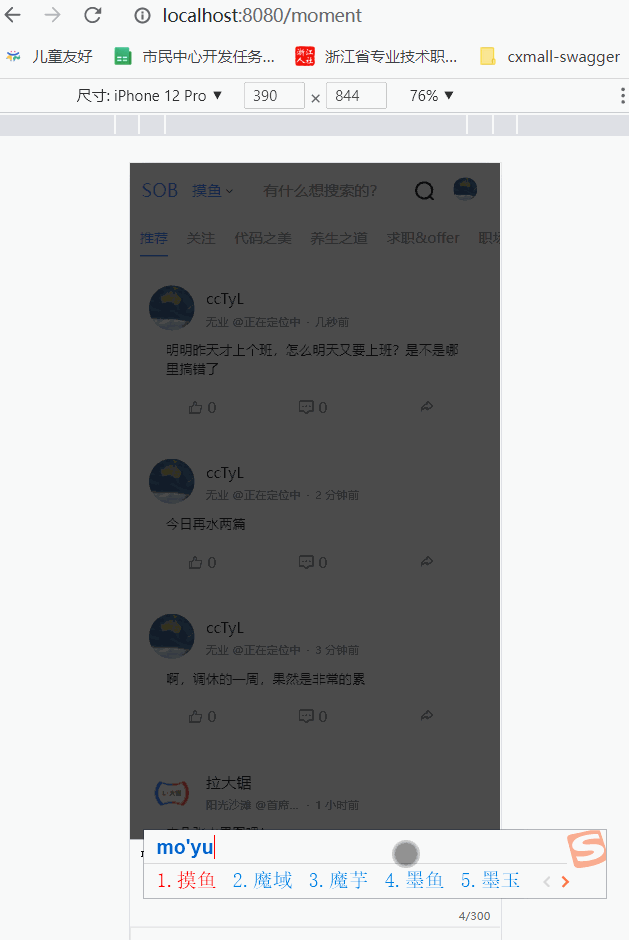 localhost:8080/moment
儿童友好 市民中心开发任务... 浙江省专业技术职... cxmall-swagger
尺寸: iPhone 12 Pro ▼ 390 × 844 76% ▼
SOB 摸鱼 有什么想搜索的?
推荐 关注 代码之美 养生之道 求职&offer 职场
ccTyL
无业 @正在定位中 · 几秒前
明明昨天才上个班，怎么明天又要上班？是不是哪
里搞错了
0 0
ccTyL
无业 @正在定位中 · 2 分钟前
今日再水两篇
0 0
ccTyL
无业 @正在定位中 · 3 分钟前
啊，调休的一周，果然是非常的累
0 0
拉大锯
阳光沙滩 @首席... · 1 小时前
mo'yu
1. 摸鱼 2. 魔域 3. 魔芋 4. 墨鱼 5. 墨玉
4/300